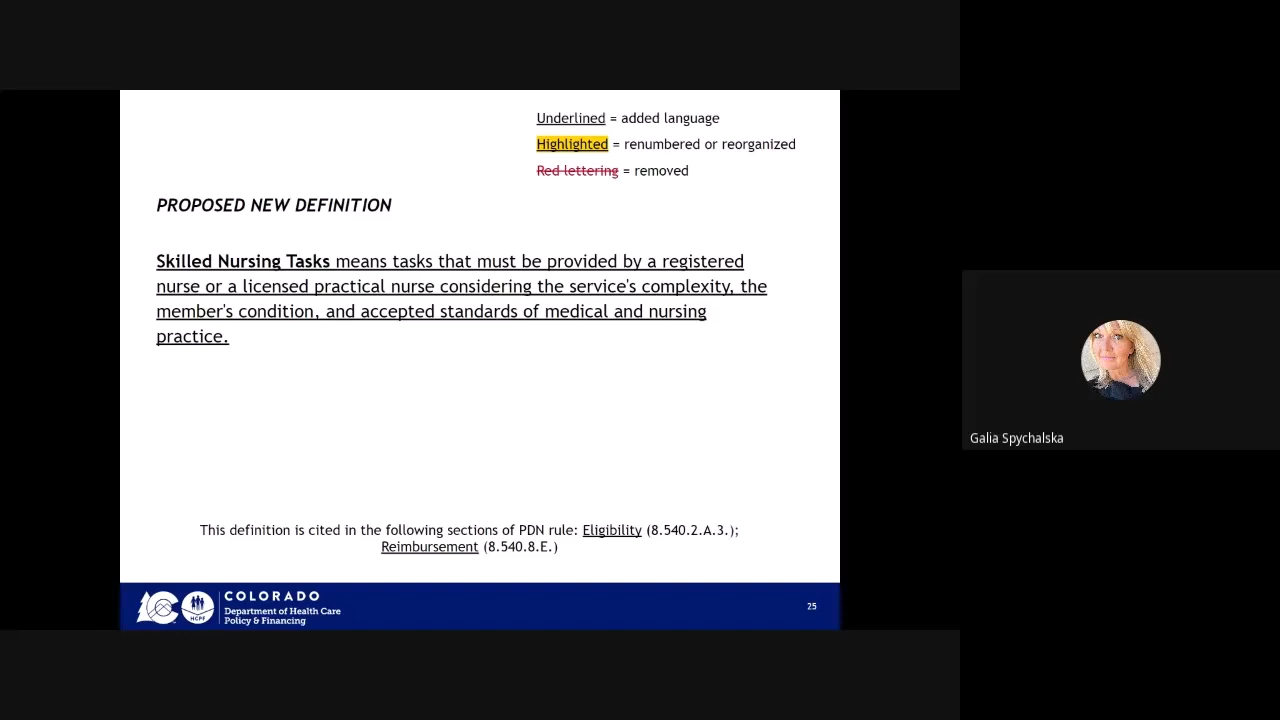 Underlined = added language
Highlighted = renumbered or reorganized
Red lettering = removed
PROPOSED NEW DEFINITION
Skilled Nursing Tasks means tasks that must be provided by a registered
nurse or a licensed practical nurse considering the service's complexity, the
member's condition, and accepted standards of medical and nursing
practice.
This definition is cited in the following sections of PDN rule: Eligibility (8.540.2.A.3.);
Reimbursement (8.540.8.E.)
HCPF
COLORADO
Department of Health Care
Policy & Financing
25
Galia Spychalska